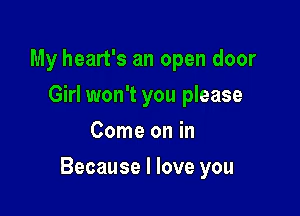 My heart's an open door
Girl won't you please
Come on in
Because I love you